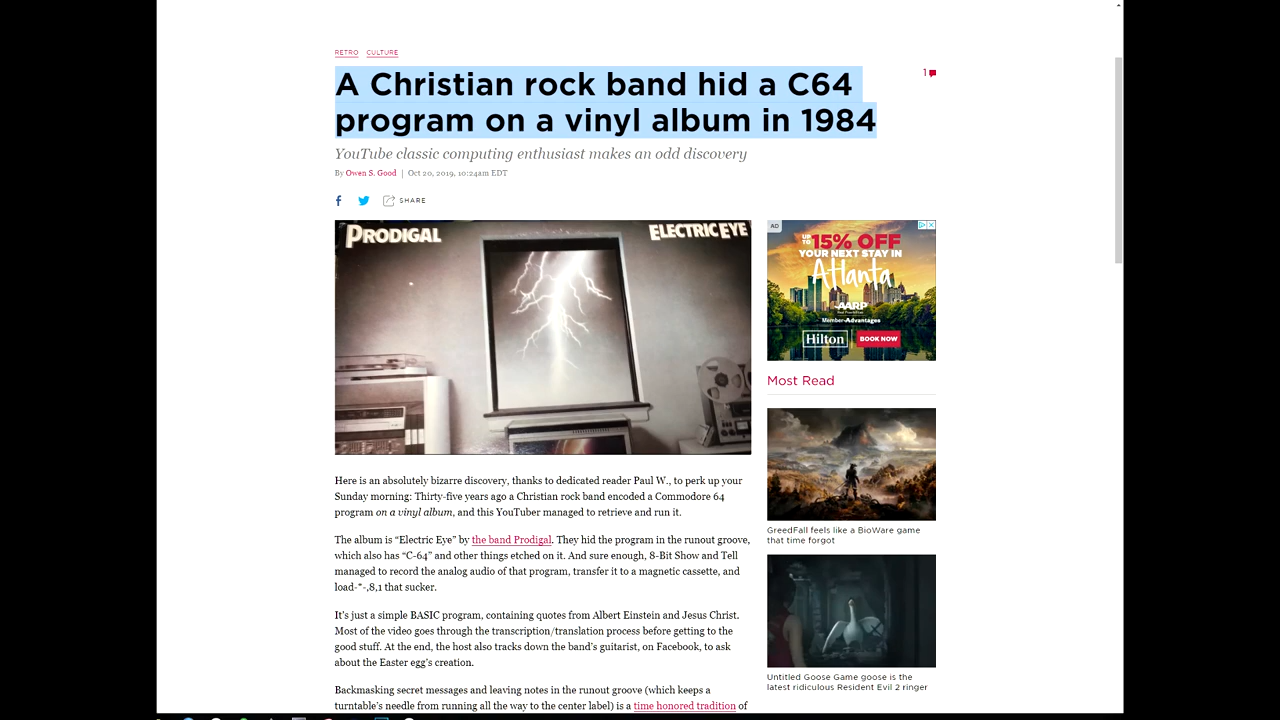 RETRO CULTURE
A Christian rock band hid a C64
program on a vinyl album in 1984
1
YouTube classic computing enthusiast makes an odd discovery
By Owen S. Good | Oct 20, 2019, 10:24am EDT
SHARE
PRODIGAL
ELECTRIC EYE
AD
UP TO 15% OFF
YOUR NEXT STAY IN
Atlanta
AARP
Real Possibilities
Member Advantages
Hilton
BOOK NOW
Most Read
GreedFall feels like a BioWare game
that time forgot
Untitled Goose Game goose is the
latest ridiculous Resident Evil 2 ringer
Here is an absolutely bizarre discovery, thanks to dedicated reader Paul W., to perk up your
Sunday morning: Thirty-five years ago a Christian rock band encoded a Commodore 64
program on a vinyl album, and this YouTuber managed to retrieve and run it.
The album is “Electric Eye” by the band Prodigal. They hid the program in the runout groove,
which also has “C-64” and other things etched on it. And sure enough, 8-Bit Show and Tell
managed to record the analog audio of that program, transfer it to a magnetic cassette, and
load-"*-,8,1 that sucker.
It’s just a simple BASIC program, containing quotes from Albert Einstein and Jesus Christ.
Most of the video goes through the transcription/translation process before getting to the
good stuff. At the end, the host also tracks down the band’s guitarist, on Facebook, to ask
about the Easter egg’s creation.
Backmasking secret messages and leaving notes in the runout groove (which keeps a
turntable’s needle from running all the way to the center label) is a time honored tradition of